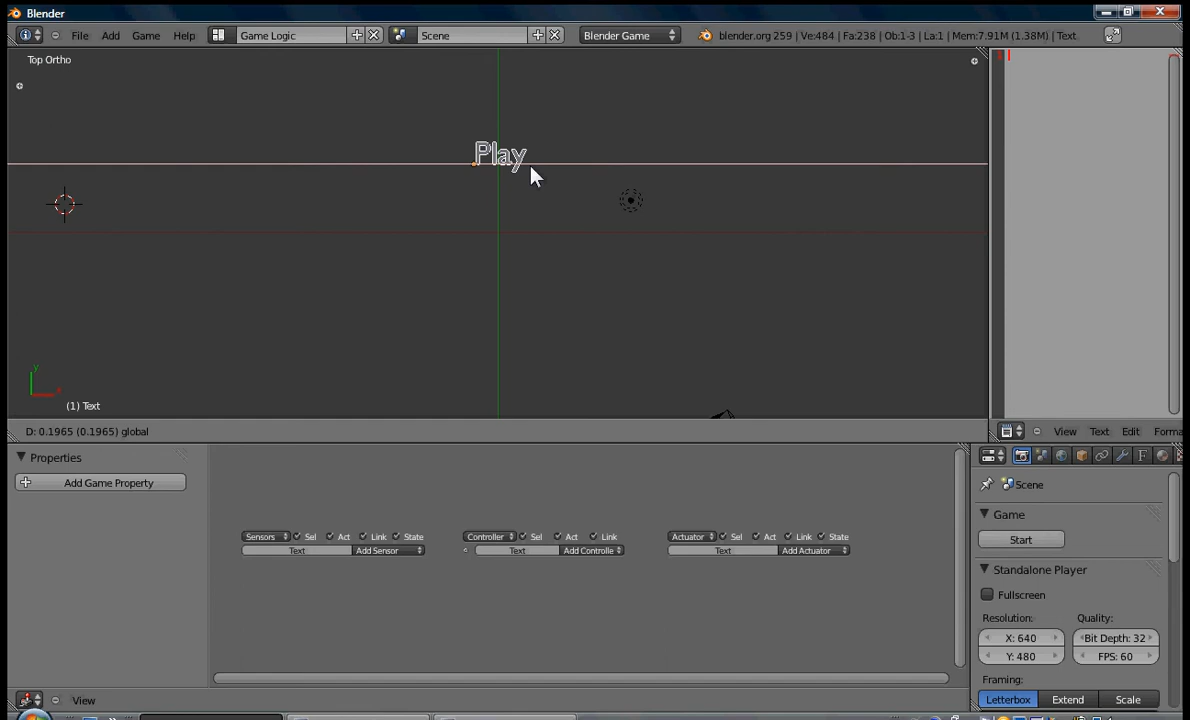 Blender
File Add Game Help Game Logic Scene Blender Game blender.org 259 | Ve:484 | Fa:238 | Ob:1-3 | La:1 | Mem:7.91M (1.38M) | Text
Top Ortho
Play
y
(1) Text
D: 0.1965 (0.1965) global
View Text Edit Forma
Properties
Add Game Property
Sensors Sel Act Link State
Text Add Sensor
Controller Sel Act Link
Text Add Controlle
Actuator Sel Act Link State
Text Add Actuator
View
Scene
Game
Start
Standalone Player
Fullscreen
Resolution: Quality:
X: 640 Bit Depth: 32
Y: 480 FPS: 60
Framing:
Letterbox Extend Scale